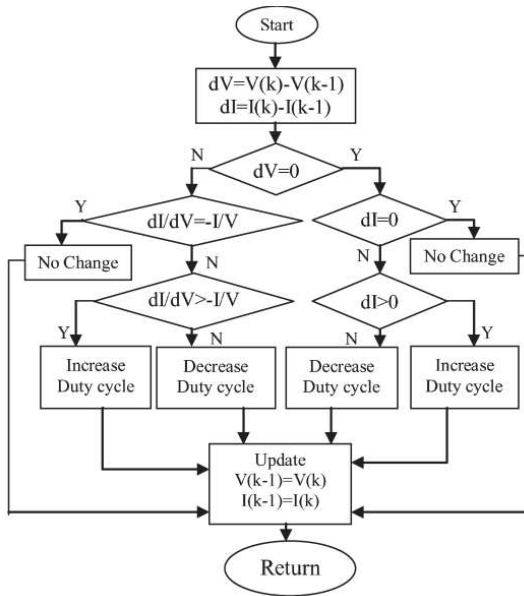 Start
dV=V(k)-V(k-1)
dI=I(k)-I(k-1)
N
dV=0
Y
Y
dI/dV=-I/V
dI=0
Y
No Change
N
N
No Change
dI/dV>-I/V
dI>0
Y
N
N
Y
Increase
Duty cycle
Decrease
Duty cycle
Decrease
Duty cycle
Increase
Duty cycle
Update
V(k-1)=V(k)
I(k-1)=I(k)
Return